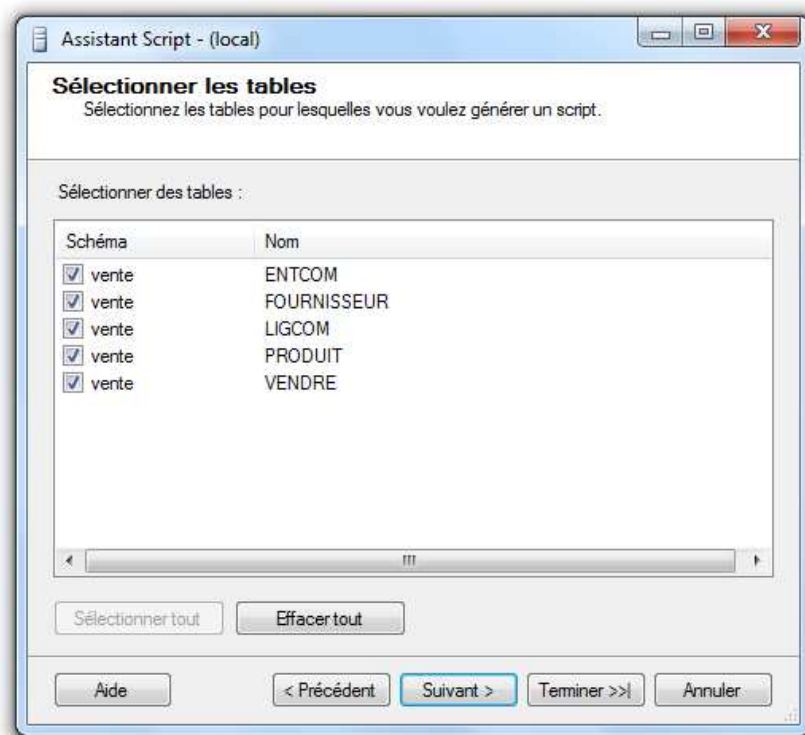 Assistant Script - (local)
Sélectionner les tables
Sélectionnez les tables pour lesquelles vous voulez générer un script.
Sélectionner des tables :
Schéma Nom
vente ENTCOM
vente FOURNISSEUR
vente LIGCOM
vente PRODUIT
vente VENDRE
Sélectionner tout Effacer tout
Aide < Précédent Suivant > Terminer >>| Annuler